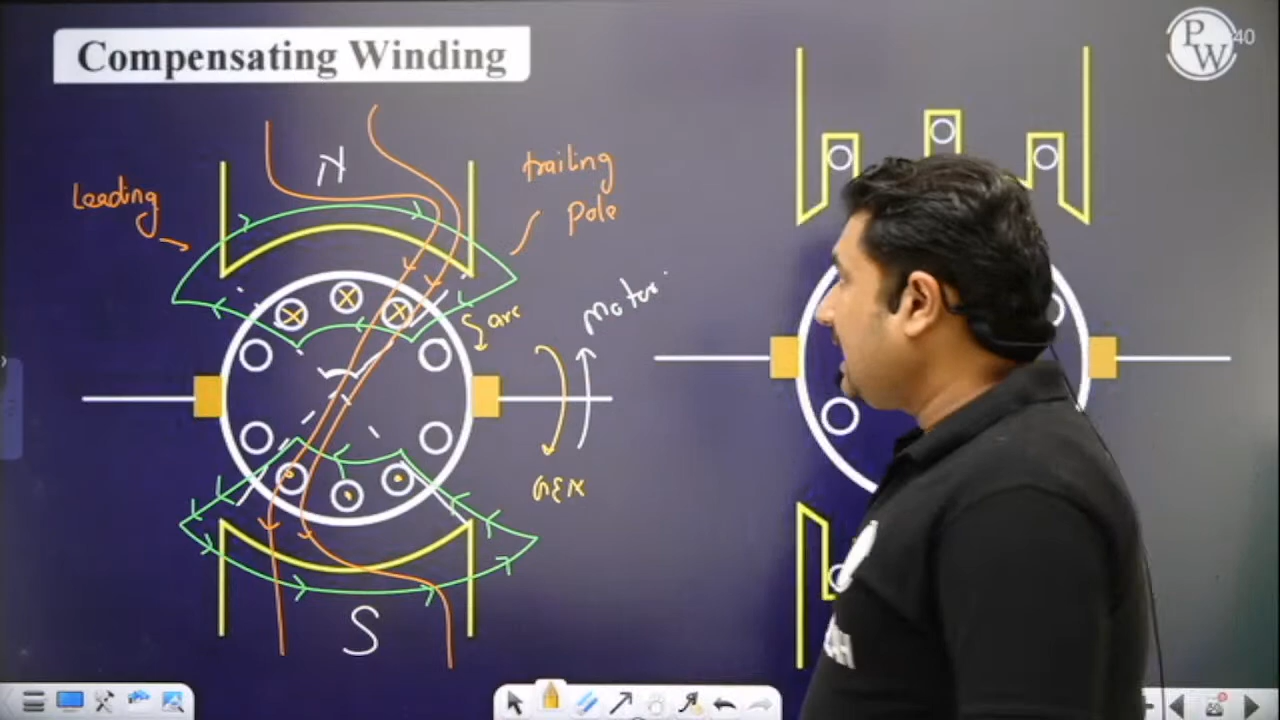 Compensating Winding
PW
40
N
Leading
trailing
Pole
arc
Motor
GEN
S